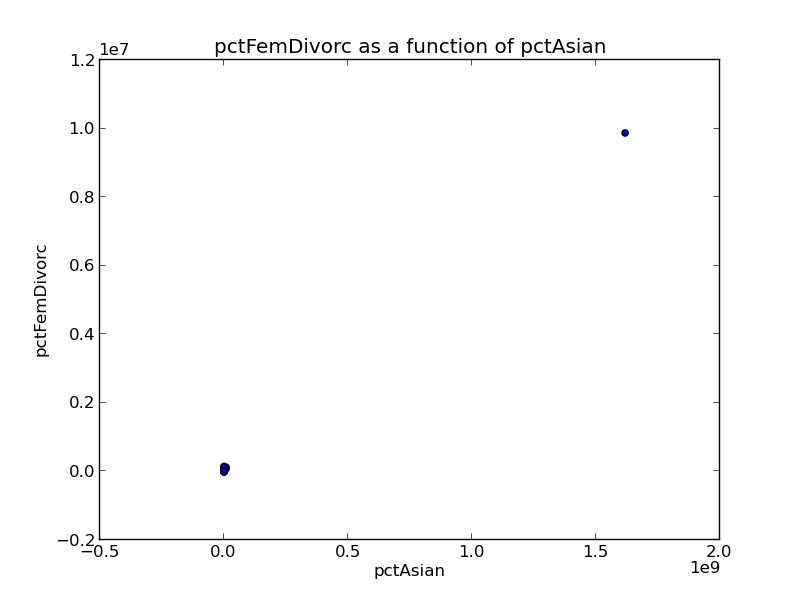 pctFemDivorc as a function of pctAsian
1e7
1.2
1.0
0.8
0.6
0.4
0.2
0.0
−0.2
pctFemDivorc
−0.5 0.0 0.5 1.0 1.5 2.0
1e9
pctAsian